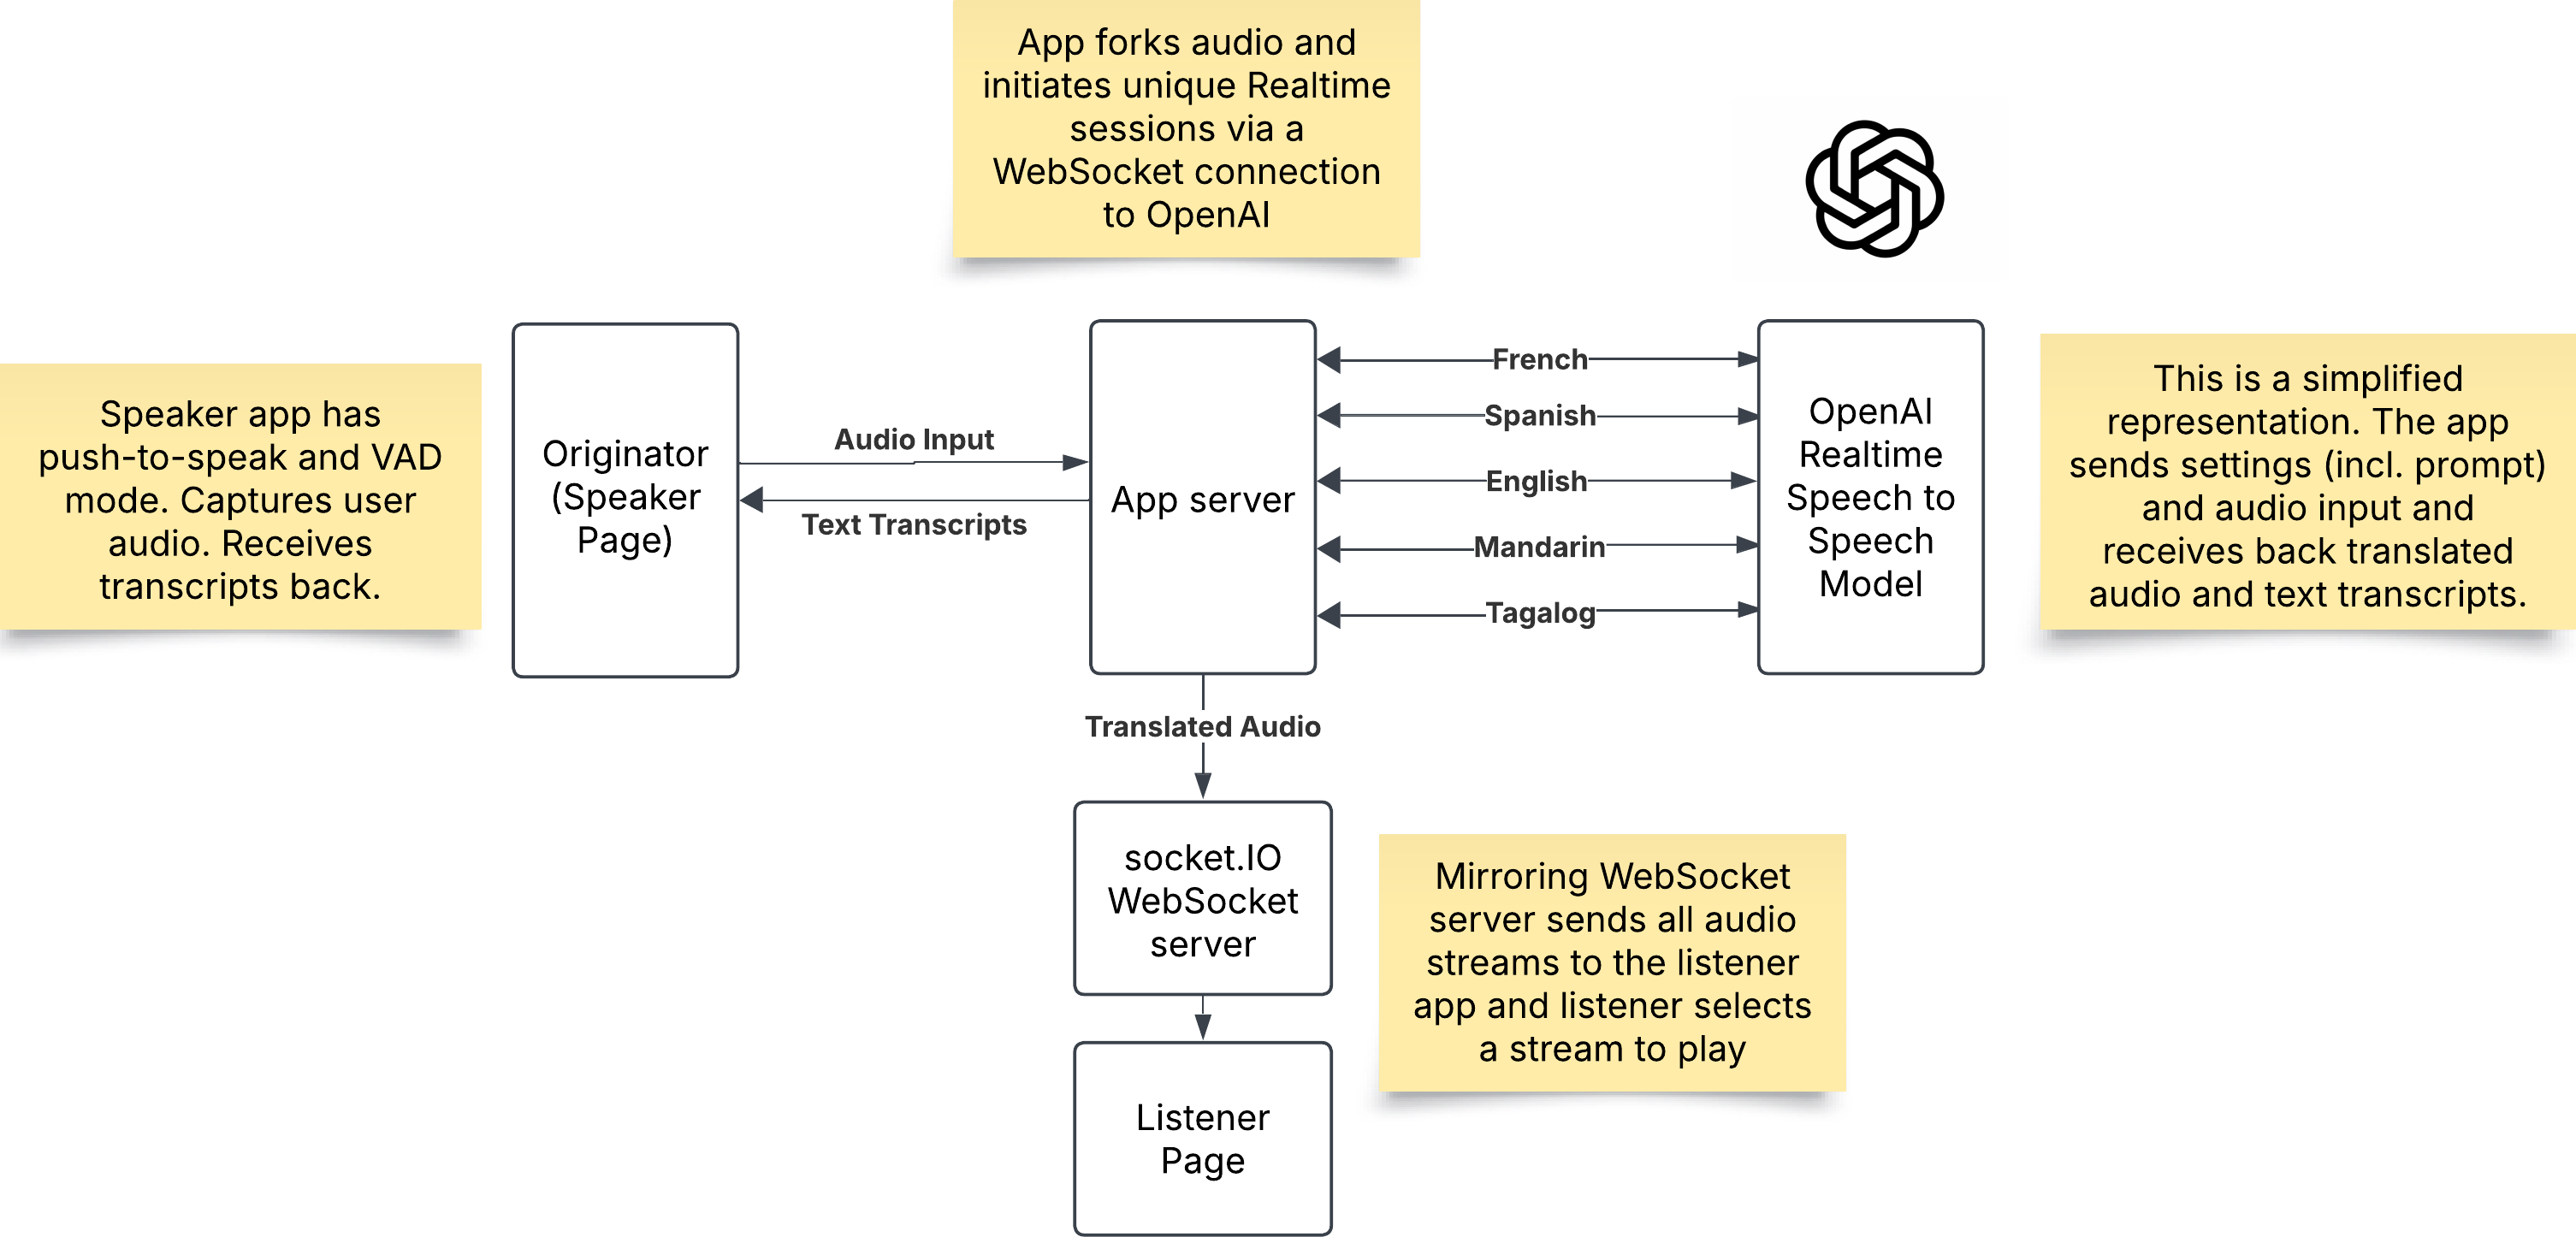 App forks audio and
initiates unique Realtime
sessions via a
WebSocket connection
to OpenAI
Speaker app has
push-to-speak and VAD
mode. Captures user
audio. Receives
transcripts back.
Originator
(Speaker
Page)
Audio Input
Text Transcripts
App server
French
Spanish
English
Mandarin
Tagalog
OpenAI
Realtime
Speech to
Speech
Model
This is a simplified
representation. The app
sends settings (incl. prompt)
and audio input and
receives back translated
audio and text transcripts.
Translated Audio
socket.IO
WebSocket
server
Mirroring WebSocket
server sends all audio
streams to the listener
app and listener selects
a stream to play
Listener
Page